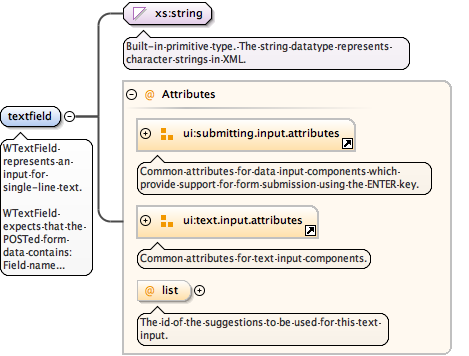 xs:string
Built-in primitive type. The string datatype represents
character strings in XML.
@ Attributes
textfield
ui:submitting.input.attributes
WTextField
represents an
input for
single-line text.
WTextField
expects that the
POSTed form
data contains:
Field name...
Common attributes for data input components which
provide support for form submission using the ENTER key.
ui:text.input.attributes
Common attributes for text input components.
@ list
The id of the suggestions to be used for this text
input.